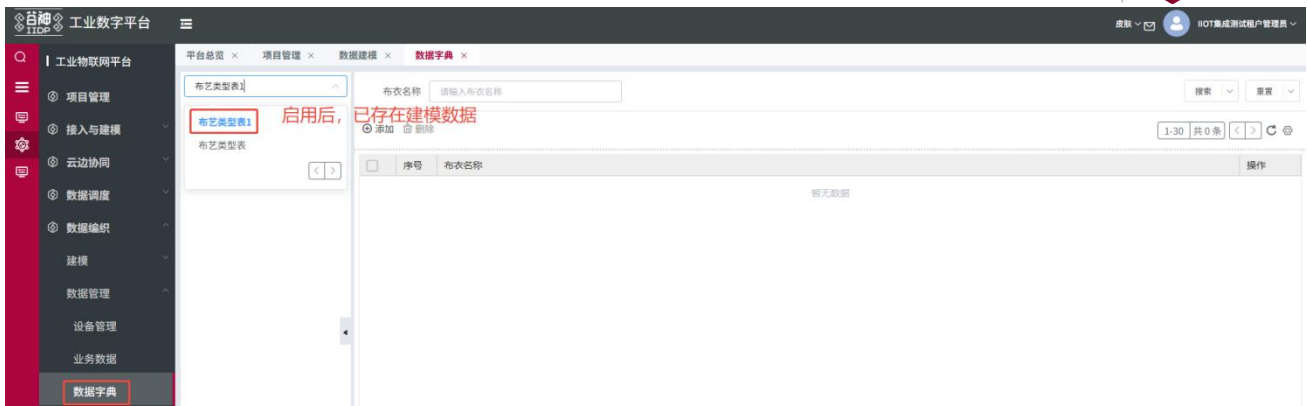 谷神 IIDP 工业数字平台 皮肤 IIOT集成测试租户管理员
工业物联网平台 平台总览 × 项目管理 × 数据建模 × 数据字典 ×
项目管理 布艺类型表1 布衣名称 请输入布衣名称 搜索 重置
接入与建模 布艺类型表1 启用后，已存在建模数据
添加 删除 1-30 共0条 < >
布艺类型表
云边协同 < > 序号 布衣名称 操作
数据调度 暂无数据
数据编织
建模
数据管理
设备管理
业务数据
数据字典